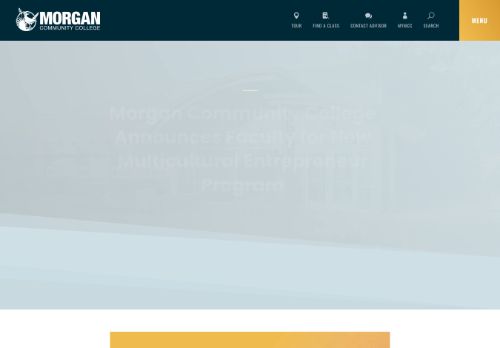 MORGAN
COMMUNITY COLLEGE
TOUR
FIND A CLASS
CONTACT ADVISOR
MYMCC
SEARCH
MENU
Morgan Community College
Announces Faculty for New
Multicultural Entrepreneur
Program